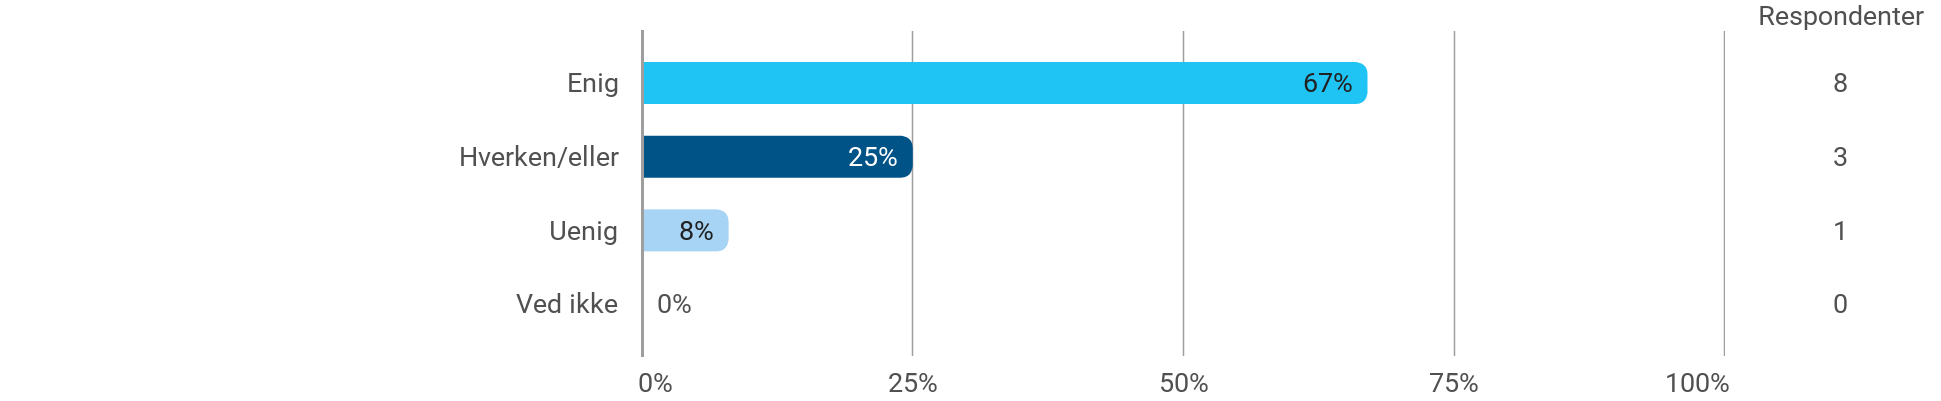 Respondenter
Enig 67% 8
Hverken/eller 25% 3
Uenig 8% 1
Ved ikke 0% 0
0% 25% 50% 75% 100%